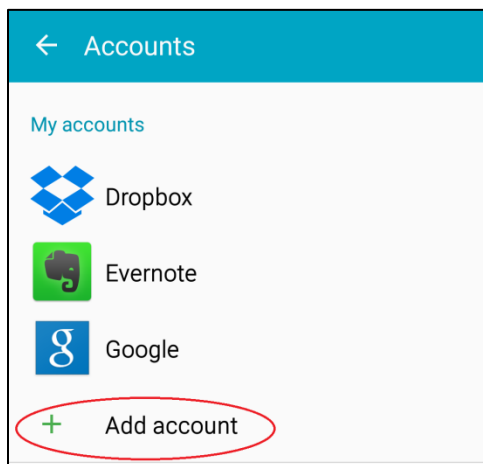 Accounts
My accounts
Dropbox
Evernote
g Google
+ Add account